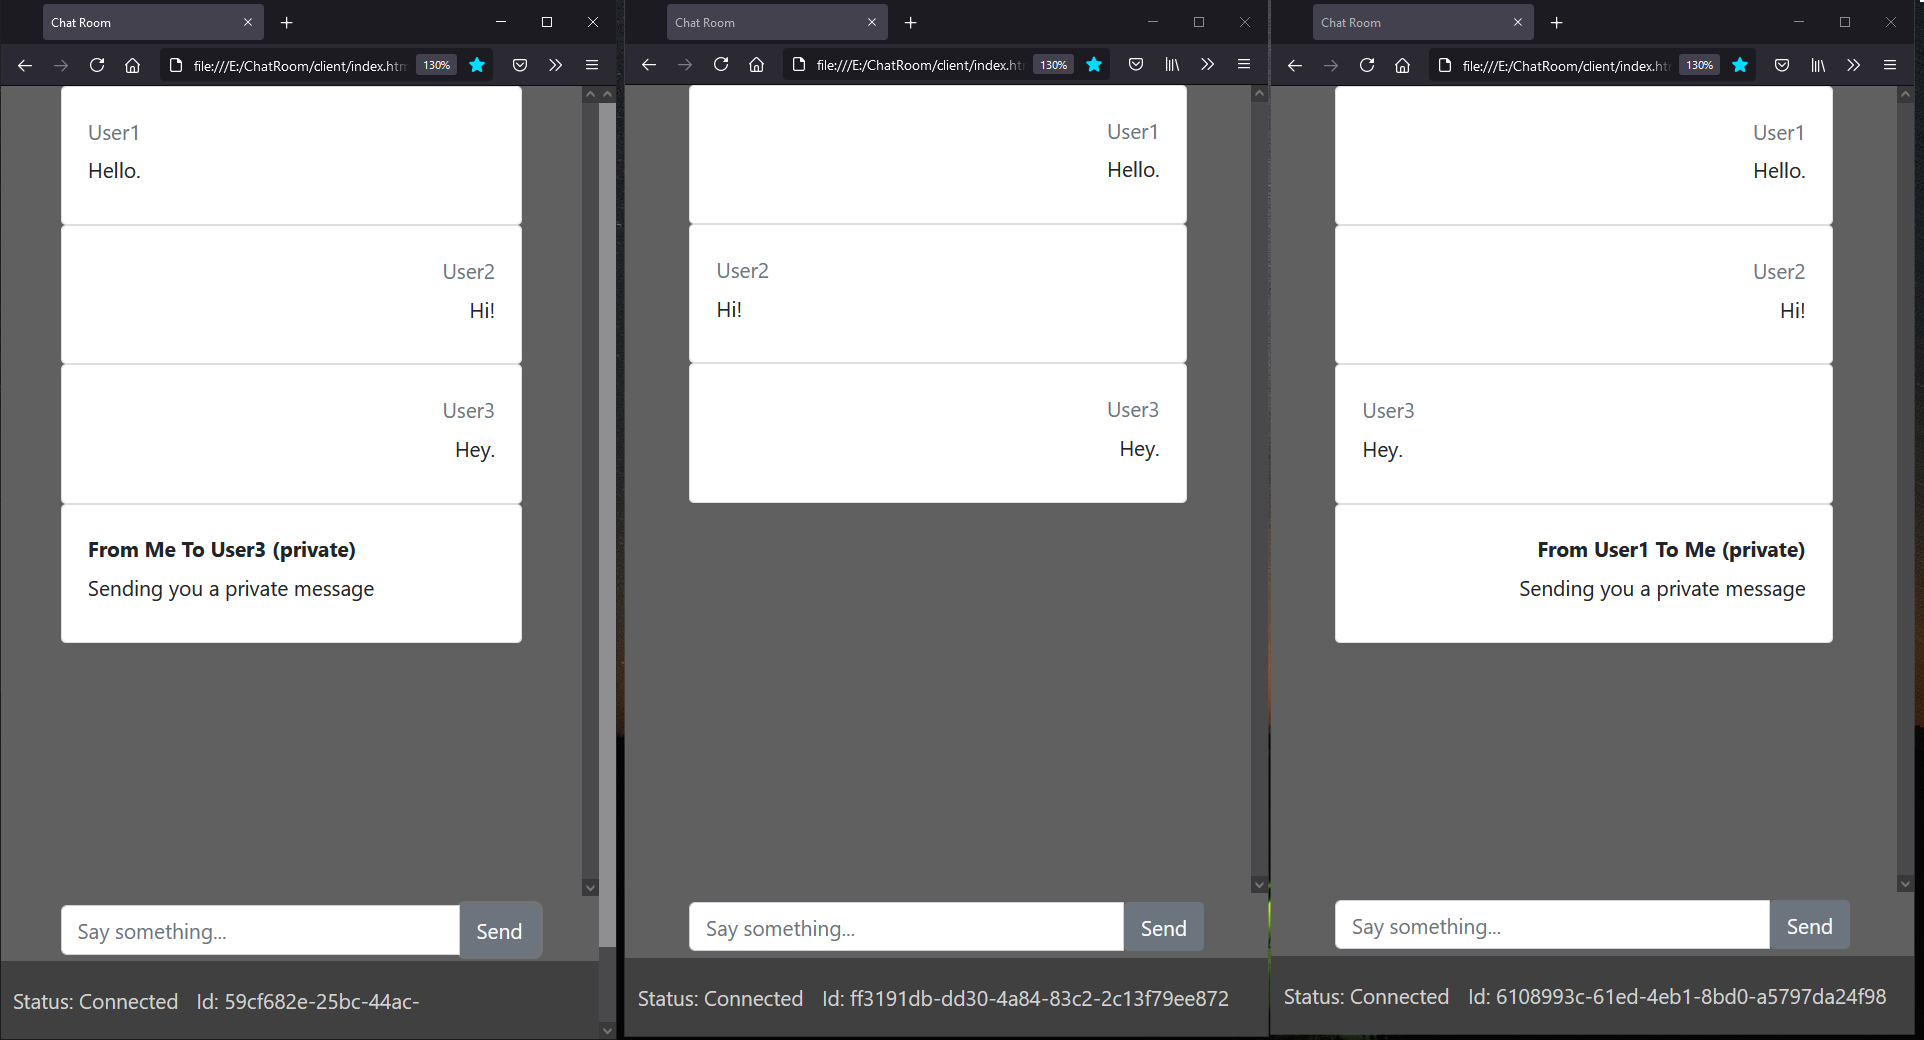 Chat Room
file:///E:/ChatRoom/client/index.htm
130%
User1
Hello.
User2
Hi!
User3
Hey.
From Me To User3 (private)
Sending you a private message
Say something...
Send
Status: Connected Id: 59cf682e-25bc-44ac-
Chat Room
file:///E:/ChatRoom/client/index.ht
130%
User1
Hello.
User2
Hi!
User3
Hey.
Say something...
Send
Status: Connected Id: ff3191db-dd30-4a84-83c2-2c13f79ee872
Chat Room
file:///E:/ChatRoom/client/index.ht
130%
User1
Hello.
User2
Hi!
User3
Hey.
From User1 To Me (private)
Sending you a private message
Say something...
Send
Status: Connected Id: 6108993c-61ed-4eb1-8bd0-a5797da24f98